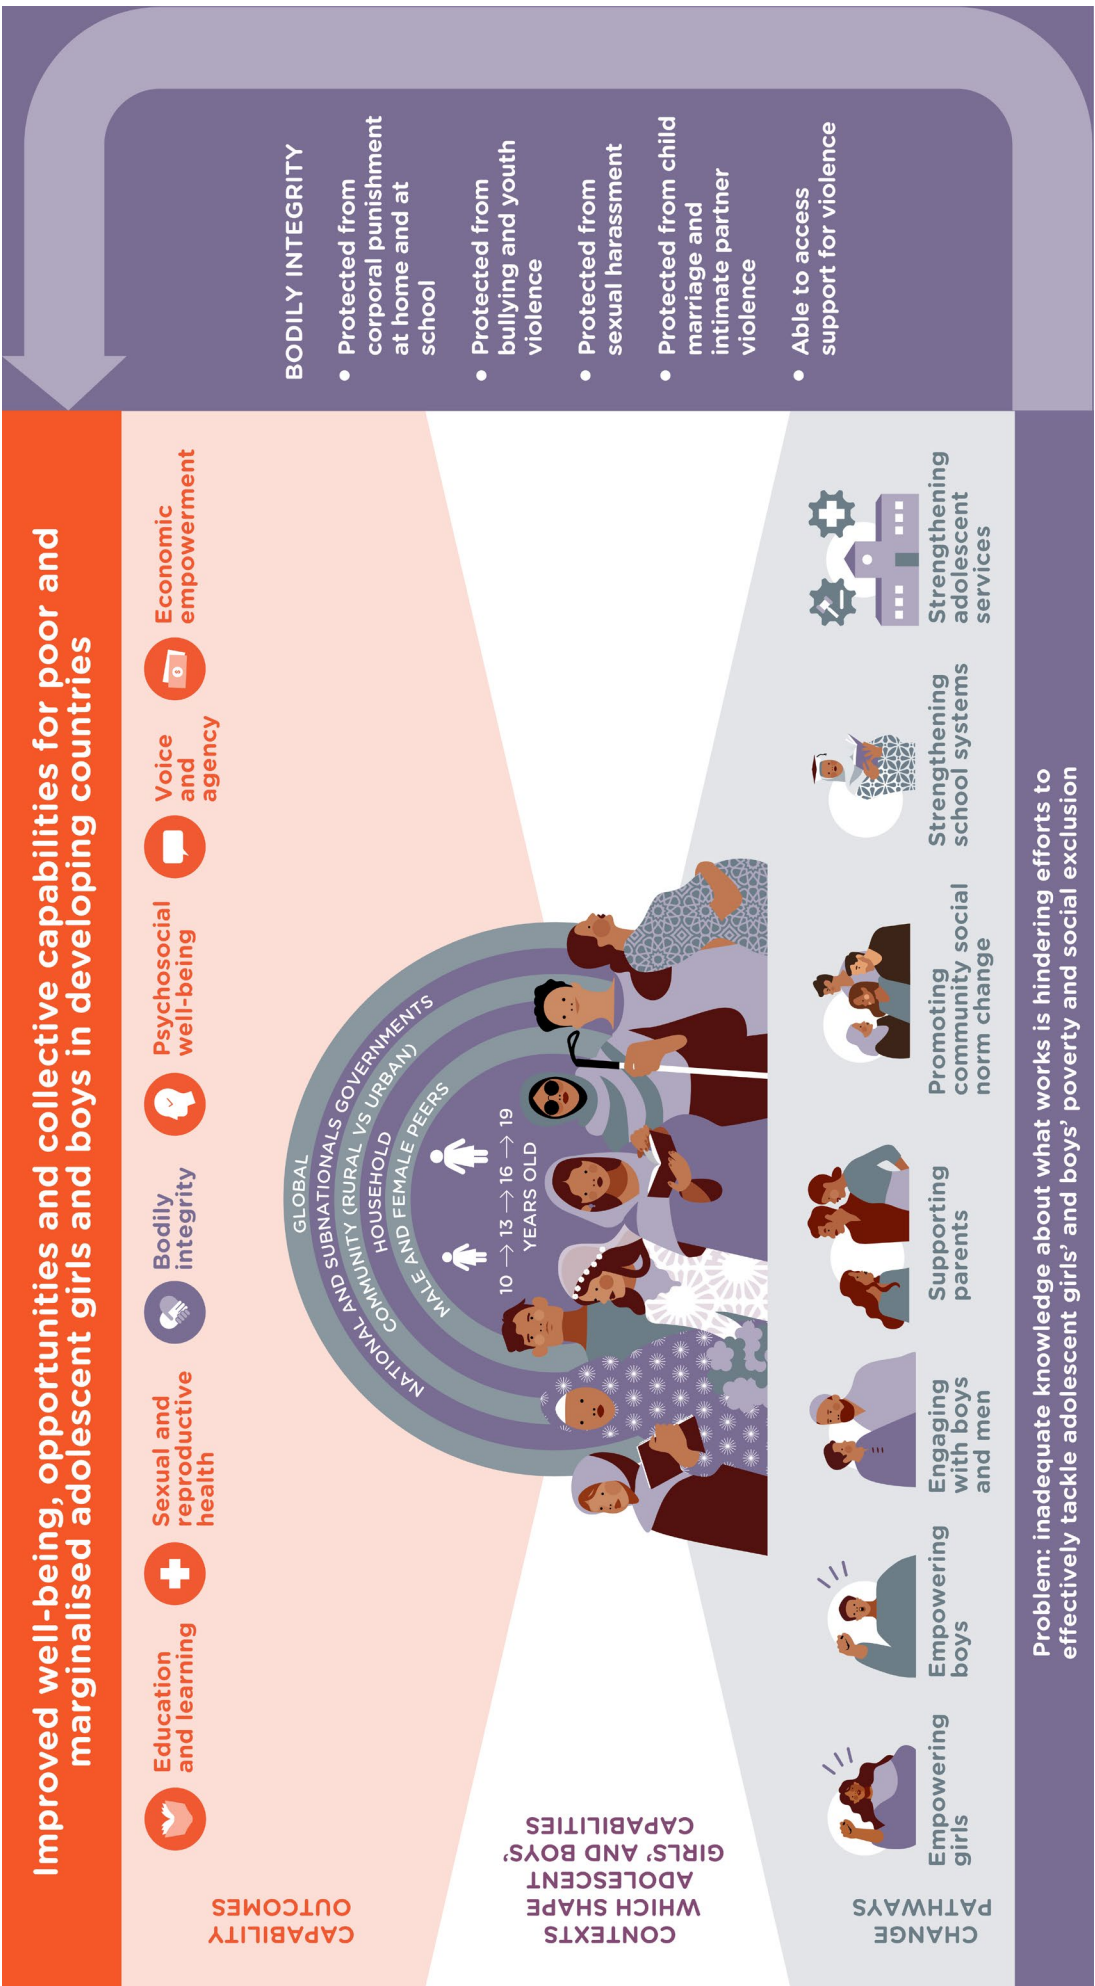 Improved well-being, opportunities and collective capabilities for poor and
marginalised adolescent girls and boys in developing countries
CAPABILITY
OUTCOMES
Education
and learning
Sexual and
reproductive
health
Bodily
integrity
Psychosocial
well-being
Voice
and
agency
Economic
empowerment
CONTEXTS
WHICH SHAPE
ADOLESCENT
GIRLS’ AND BOYS’
CAPABILITIES
GLOBAL
NATIONAL AND SUBNATIONALS GOVERNMENTS
COMMUNITY (RURAL VS URBAN)
HOUSEHOLD
MALE AND FEMALE PEERS
10 → 13 → 16 → 19
YEARS OLD
CHANGE
PATHWAYS
Empowering
girls
Empowering
boys
Engaging
with boys
and men
Supporting
parents
Promoting
community social
norm change
Strengthening
school systems
Strengthening
adolescent
services
Problem: inadequate knowledge about what works is hindering efforts to
effectively tackle adolescent girls’ and boys’ poverty and social exclusion
BODILY INTEGRITY
• Protected from
corporal punishment
at home and at
school
• Protected from
bullying and youth
violence
• Protected from
sexual harassment
• Protected from child
marriage and
intimate partner
violence
• Able to access
support for violence